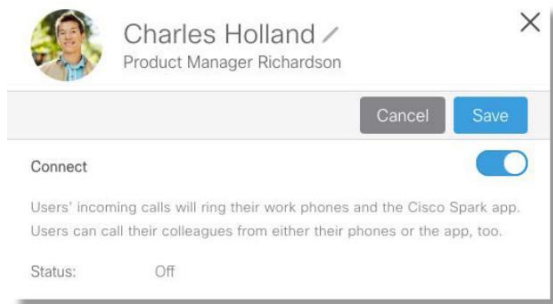 Charles Holland
Product Manager Richardson
Cancel Save
Connect
Users' incoming calls will ring their work phones and the Cisco Spark app.
Users can call their colleagues from either their phones or the app, too.
Status: Off